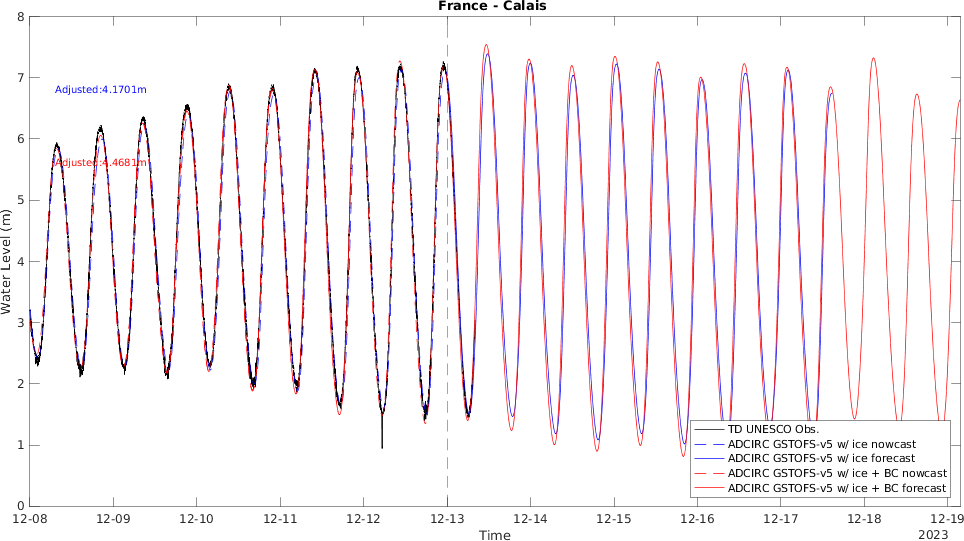 France - Calais
8
7
6
5
4
3
2
1
0
Water Level (m)
Adjusted:4.1701m
Adjusted:4.4681m
TD UNESCO Obs.
ADCIRC GSTOFS-v5 w/ ice nowcast
ADCIRC GSTOFS-v5 w/ ice forecast
ADCIRC GSTOFS-v5 w/ ice + BC nowcast
ADCIRC GSTOFS-v5 w/ ice + BC forecast
12-08 12-09 12-10 12-11 12-12 12-13 12-14 12-15 12-16 12-17 12-18 12-19
Time
2023